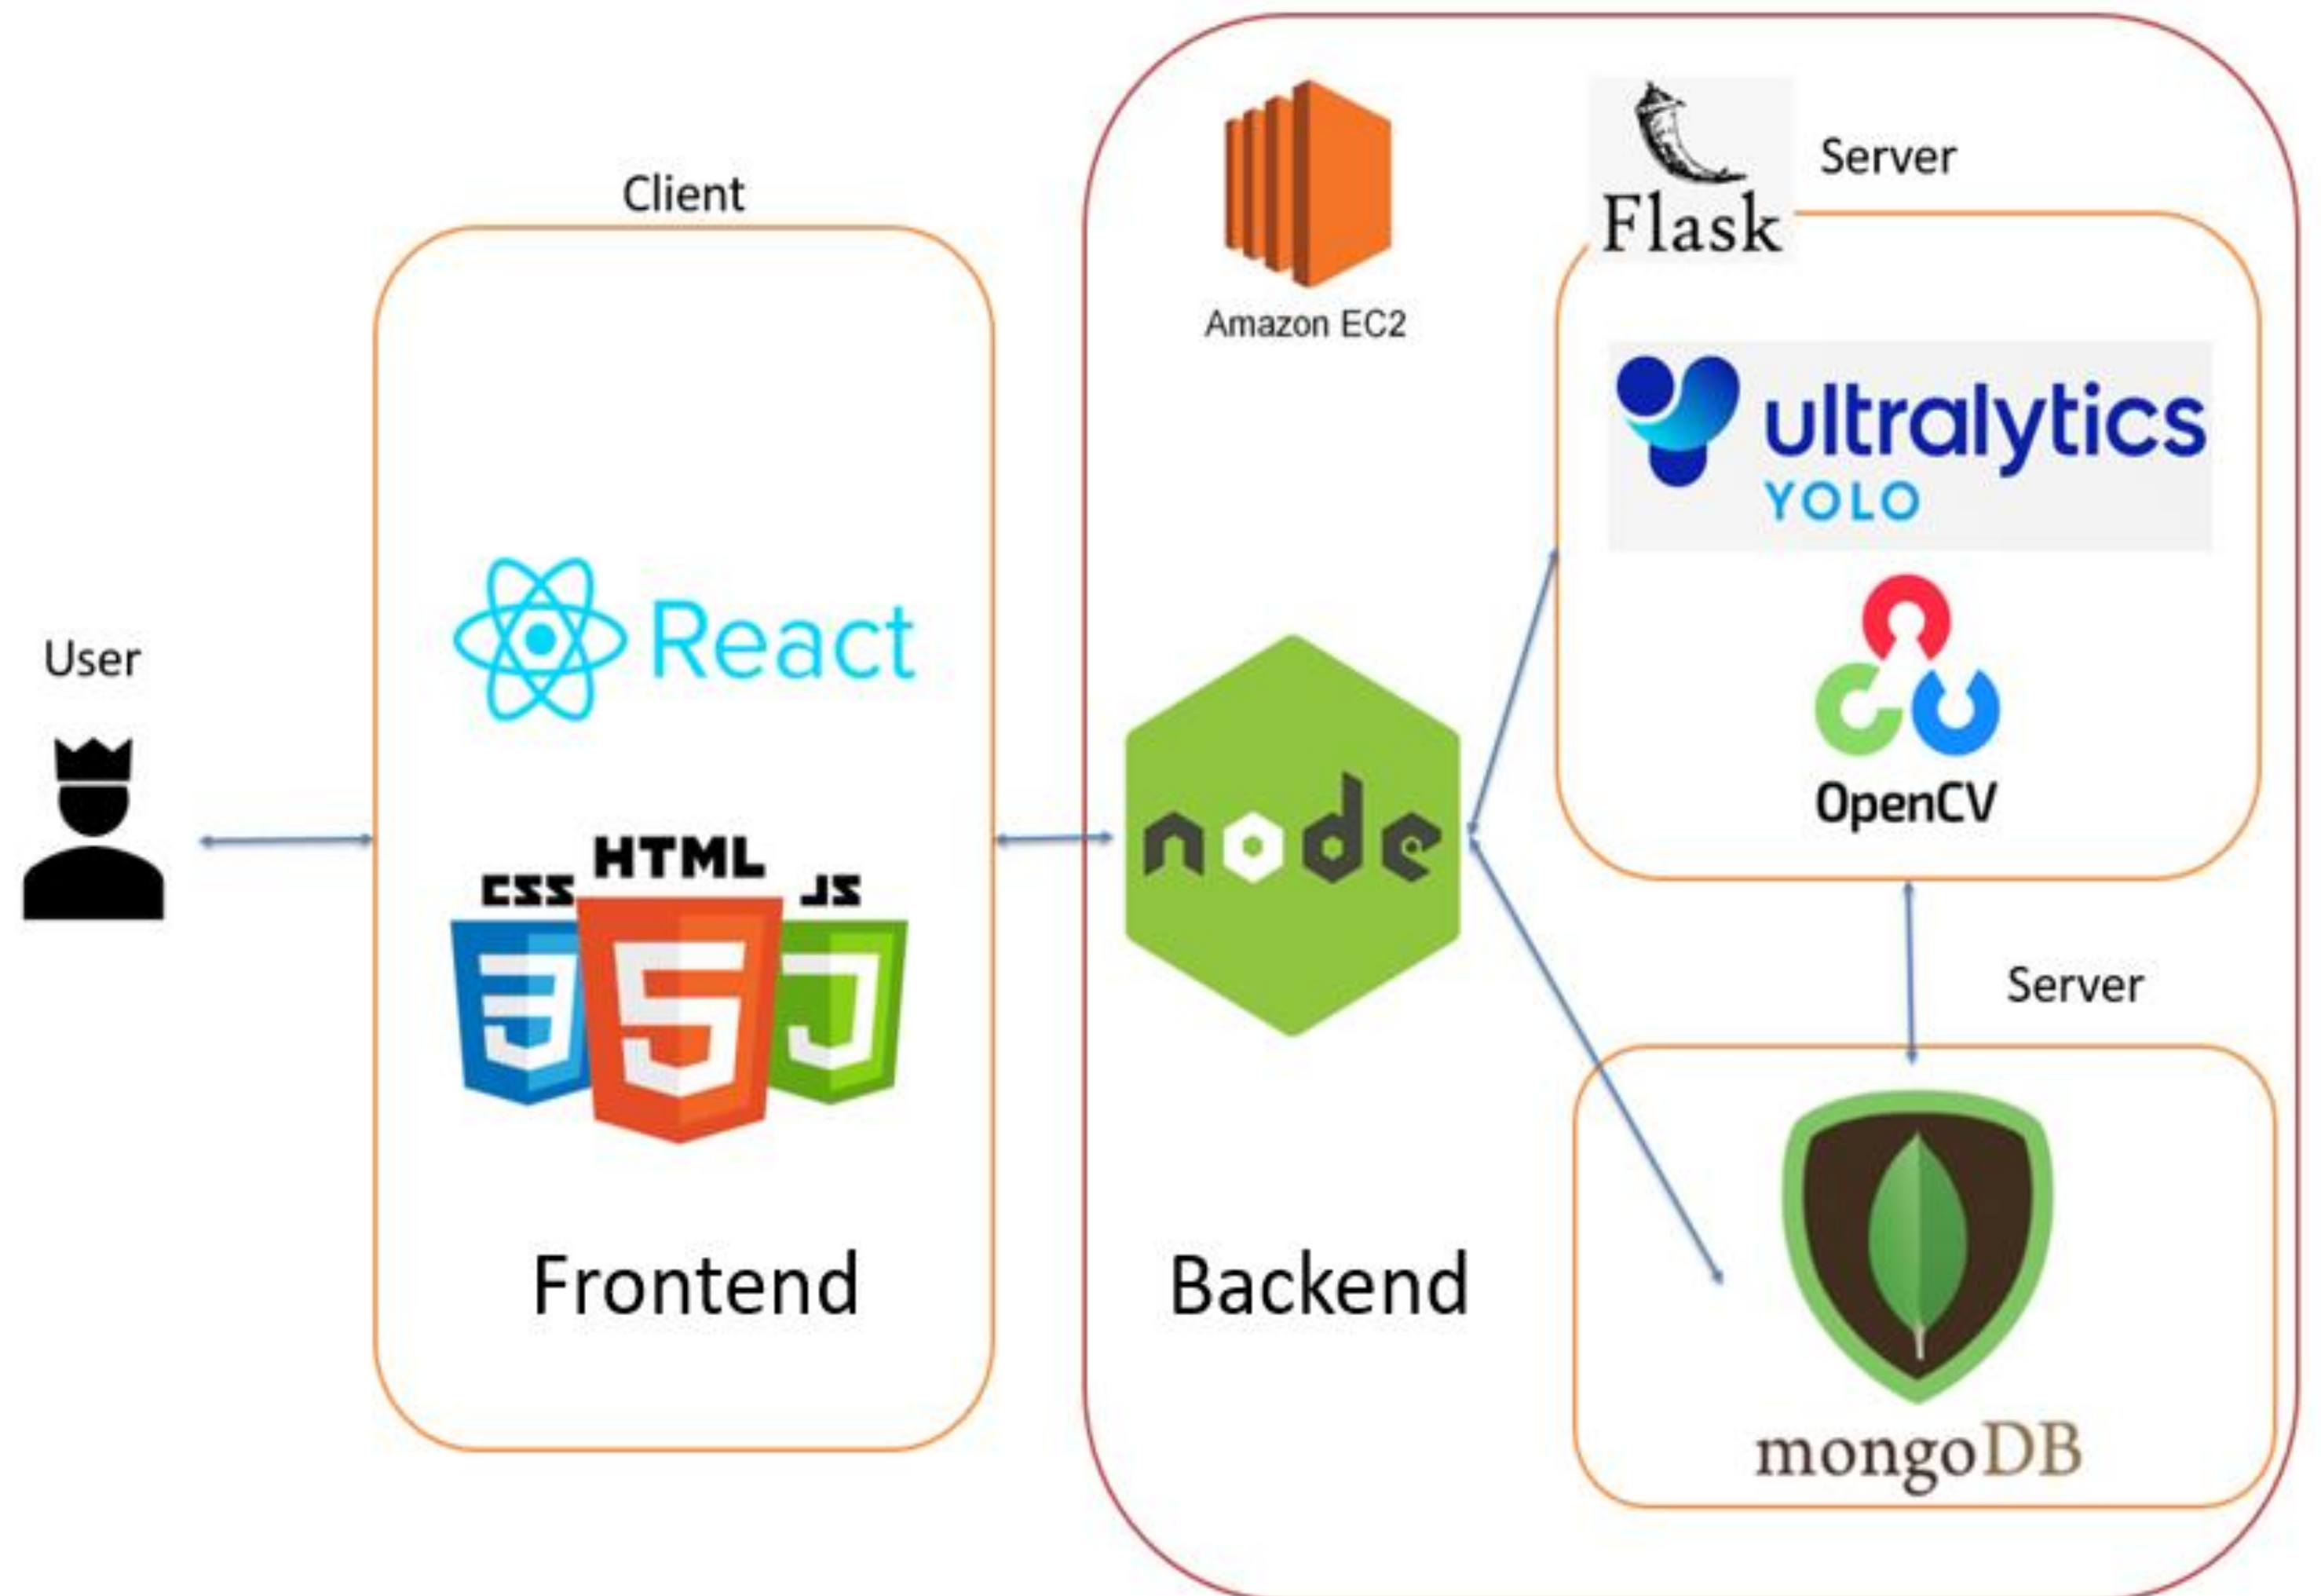 User
Client
React
CSS
HTML
JS
Frontend
Amazon EC2
node
Backend
Flask
Server
ultralytics
YOLO
OpenCV
Server
mongoDB